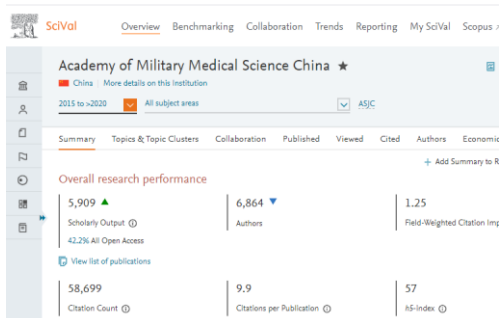 SciVal
Overview Benchmarking Collaboration Trends Reporting My SciVal Scopus
Academy of Military Medical Science China ★
China More details on this Institution
2015 to >2020 All subject areas ASJC
Summary Topics & Topic Clusters Collaboration Published Viewed Cited Authors Economic
+ Add Summary to R
Overall research performance
5,909 ▲ 6,864 ▼ 1.25
Scholarly Output Authors Field-Weighted Citation Imp
42.2% All Open Access
View list of publications
58,699 9.9 57
Citation Count Citations per Publication h5-index